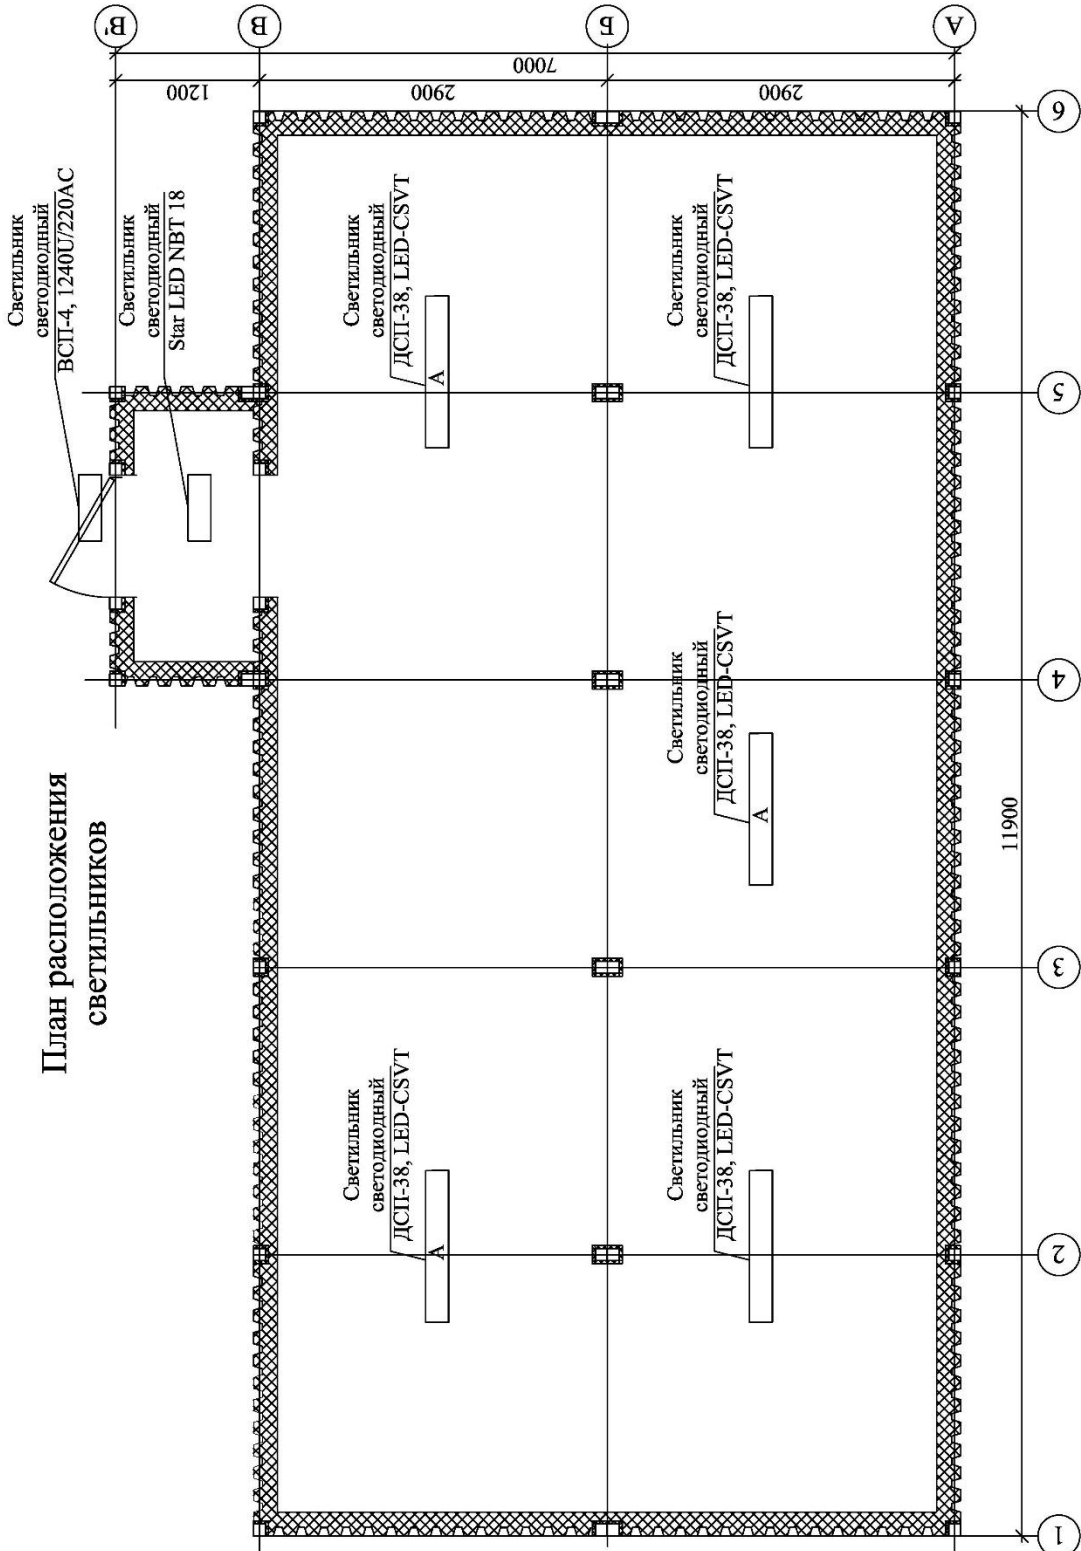 План расположения
светильников
Светильник
светодиодный
ВСП-4, 1240U/220AC
Светильник
светодиодный
Star LED NBT 18
Светильник
светодиодный
ДСП-38, LED-CSVT
А
Светильник
светодиодный
ДСП-38, LED-CSVT
Светильник
светодиодный
ДСП-38, LED-CSVT
А
Светильник
светодиодный
ДСП-38, LED-CSVT
А
Светильник
светодиодный
ДСП-38, LED-CSVT
1200
2900
2900
7000
11900
В'
В
Б
А
1
2
3
4
5
6